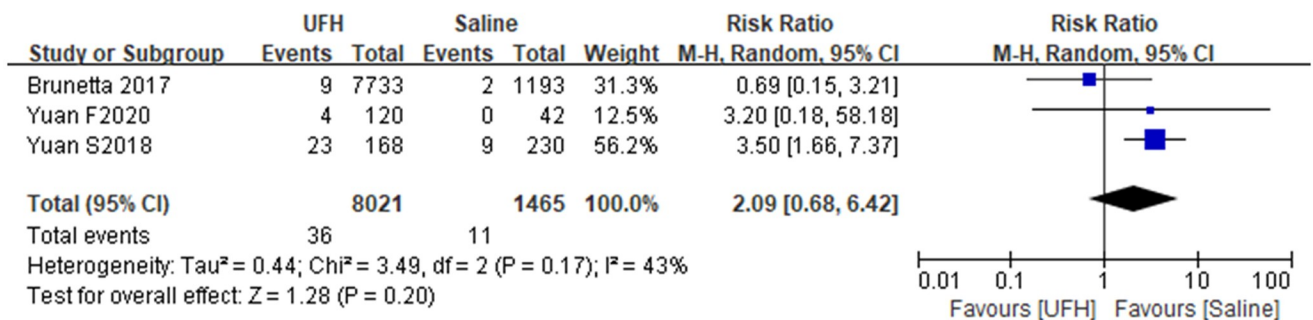 UFH Saline Risk Ratio Risk Ratio
Study or Subgroup Events Total Events Total Weight M-H, Random, 95% CI M-H, Random, 95% CI
Brunetta 2017 9 7733 2 1193 31.3% 0.69 [0.15, 3.21]
Yuan F2020 4 120 0 42 12.5% 3.20 [0.18, 58.18]
Yuan S2018 23 168 9 230 56.2% 3.50 [1.66, 7.37]
Total (95% CI) 8021 1465 100.0% 2.09 [0.68, 6.42]
Total events 36 11
Heterogeneity: Tau² = 0.44; Chi² = 3.49, df = 2 (P = 0.17); I² = 43%
Test for overall effect: Z = 1.28 (P = 0.20)
0.01 0.1 1 10 100
Favours [UFH] Favours [Saline]